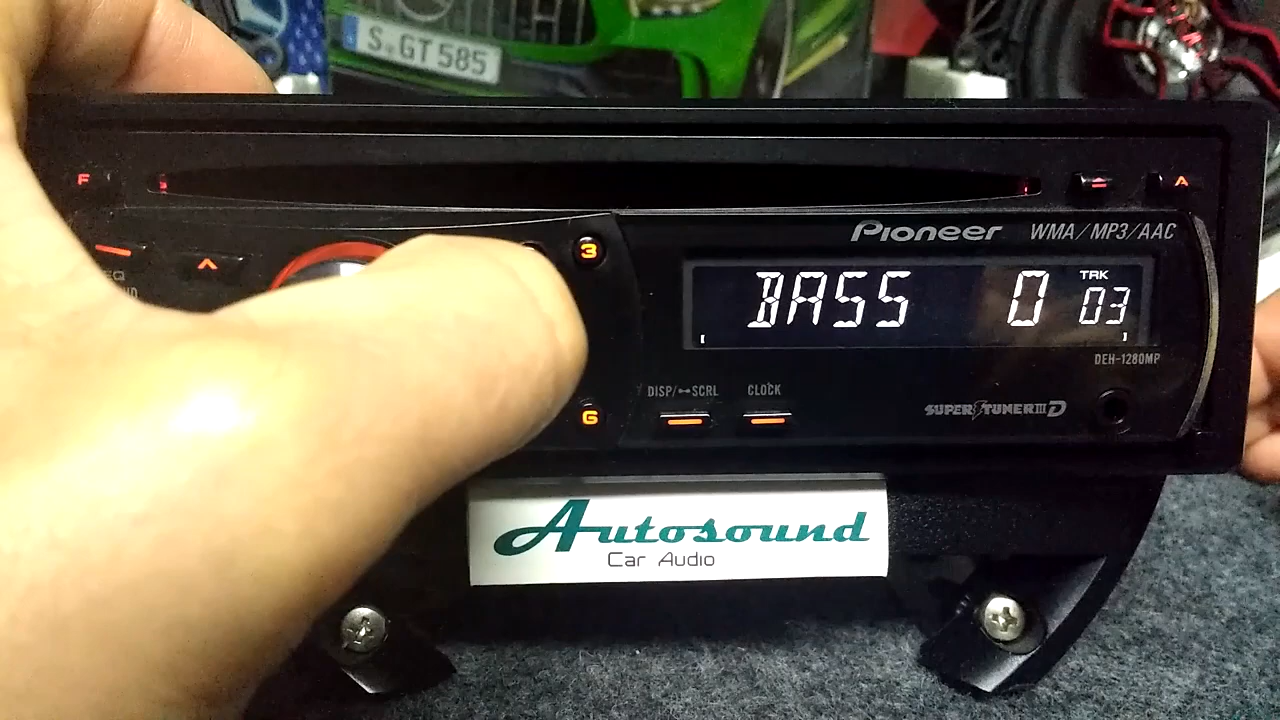 S GT 585
F
A
Pioneer WMA/MP3/AAC
3
BASS 0 TRK 03
DEH-1280MP
DISP/SCRL CLOCK
6
SUPER TUNER III D
Autosound
Car Audio